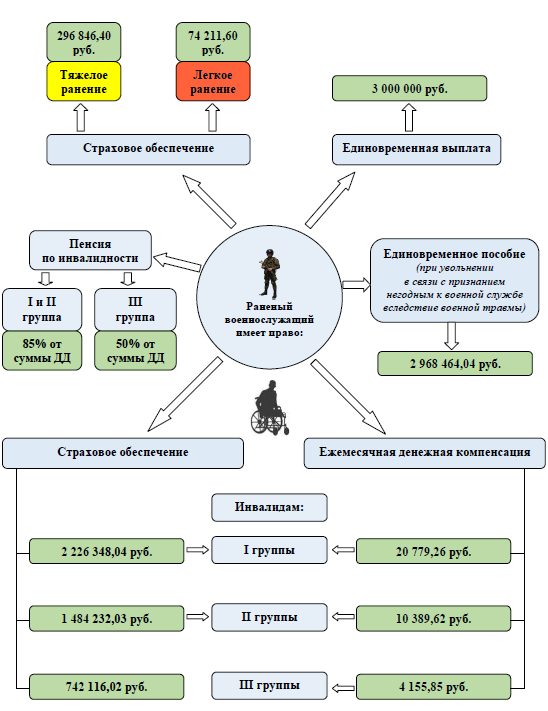 296 846,40
руб.
Тяжелое
ранение
74 211,60
руб.
Легкое
ранение
3 000 000 руб.
Страховое обеспечение
Единовременная выплата
Пенсия
по инвалидности
I и II
группа
85% от
суммы ДД
III
группа
50% от
суммы ДД
Раненый
военнослужащий
имеет право:
Единовременное пособие
(при увольнении
в связи с признанием
негодным к военной службе
вследствие военной травмы)
2 968 464,04 руб.
Страховое обеспечение
Ежемесячная денежная компенсация
Инвалидам:
2 226 348,04 руб.
I группы
20 779,26 руб.
1 484 232,03 руб.
II группы
10 389,62 руб.
742 116,02 руб.
III группы
4 155,85 руб.